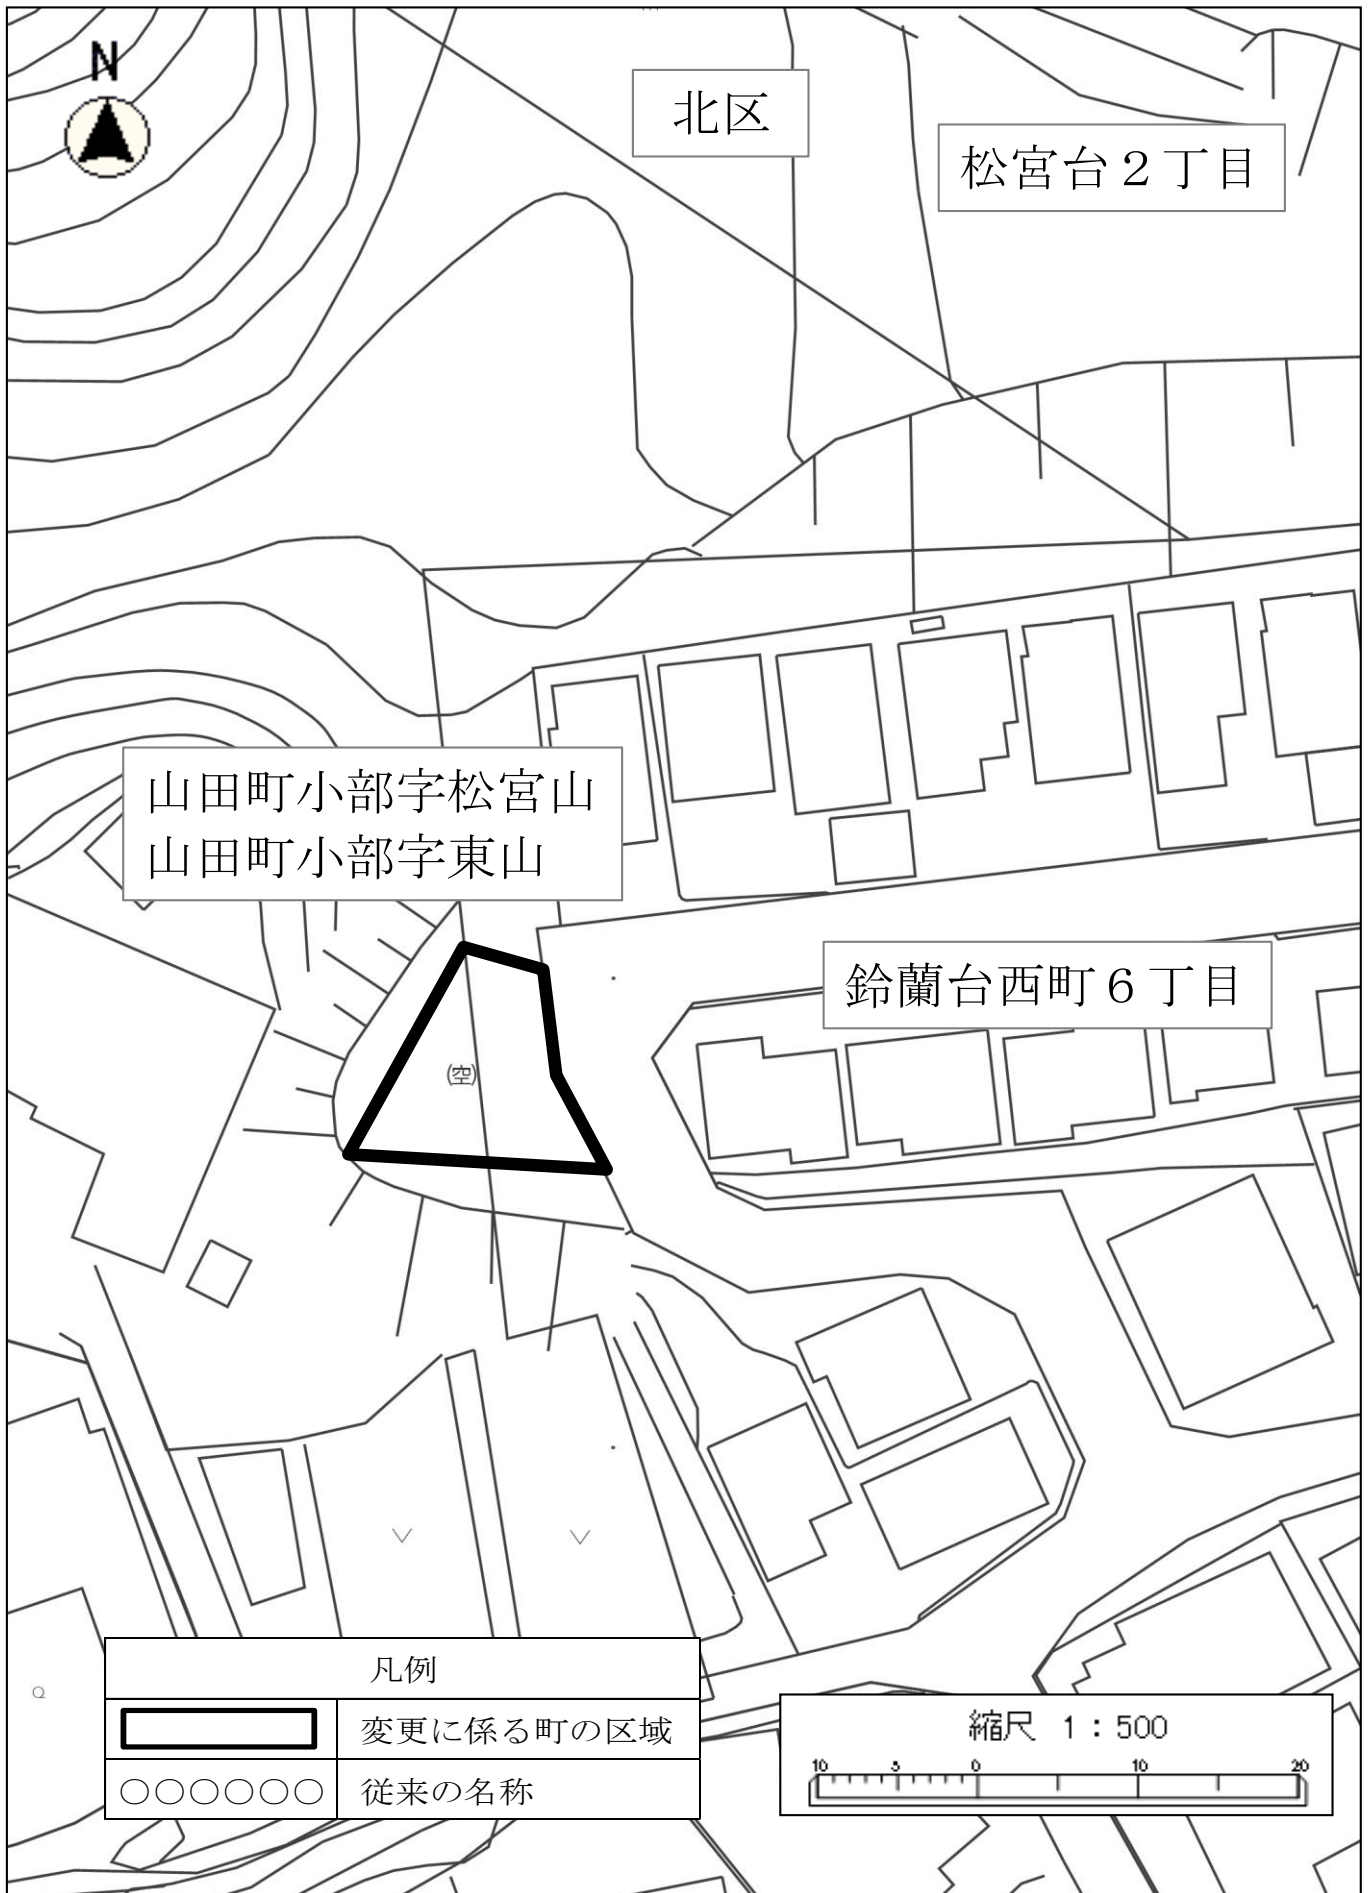 N
北区
松宮台２丁目
山田町小部字松宮山
山田町小部字東山
鈴蘭台西町６丁目
(空)
凡例
変更に係る町の区域
○○○○○○ 従来の名称
縮尺 1：500
10 5 0 10 20